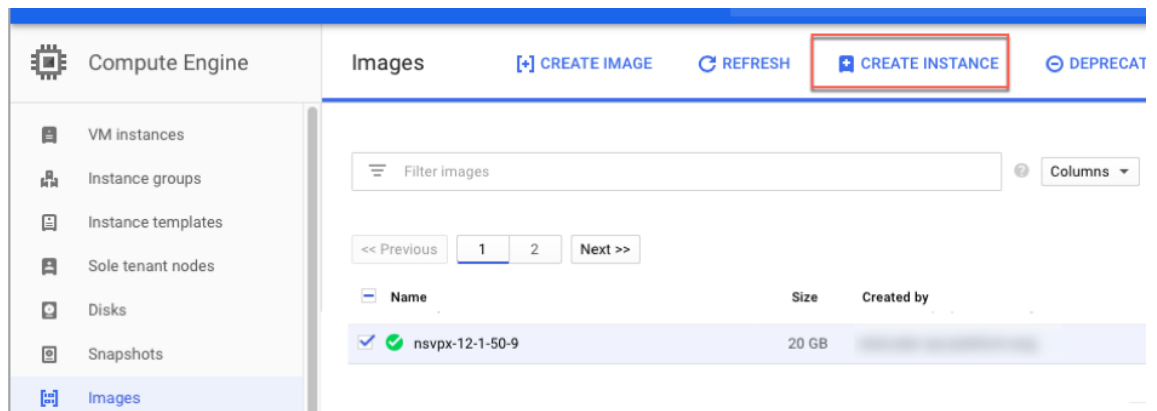 Compute Engine
Images
CREATE IMAGE
REFRESH
CREATE INSTANCE
DEPRECAT
VM instances
Instance groups
Instance templates
Sole tenant nodes
Disks
Snapshots
Images
Filter images
Columns
<< Previous 1 2 Next >>
Name Size Created by
nsvpx-12-1-50-9 20 GB